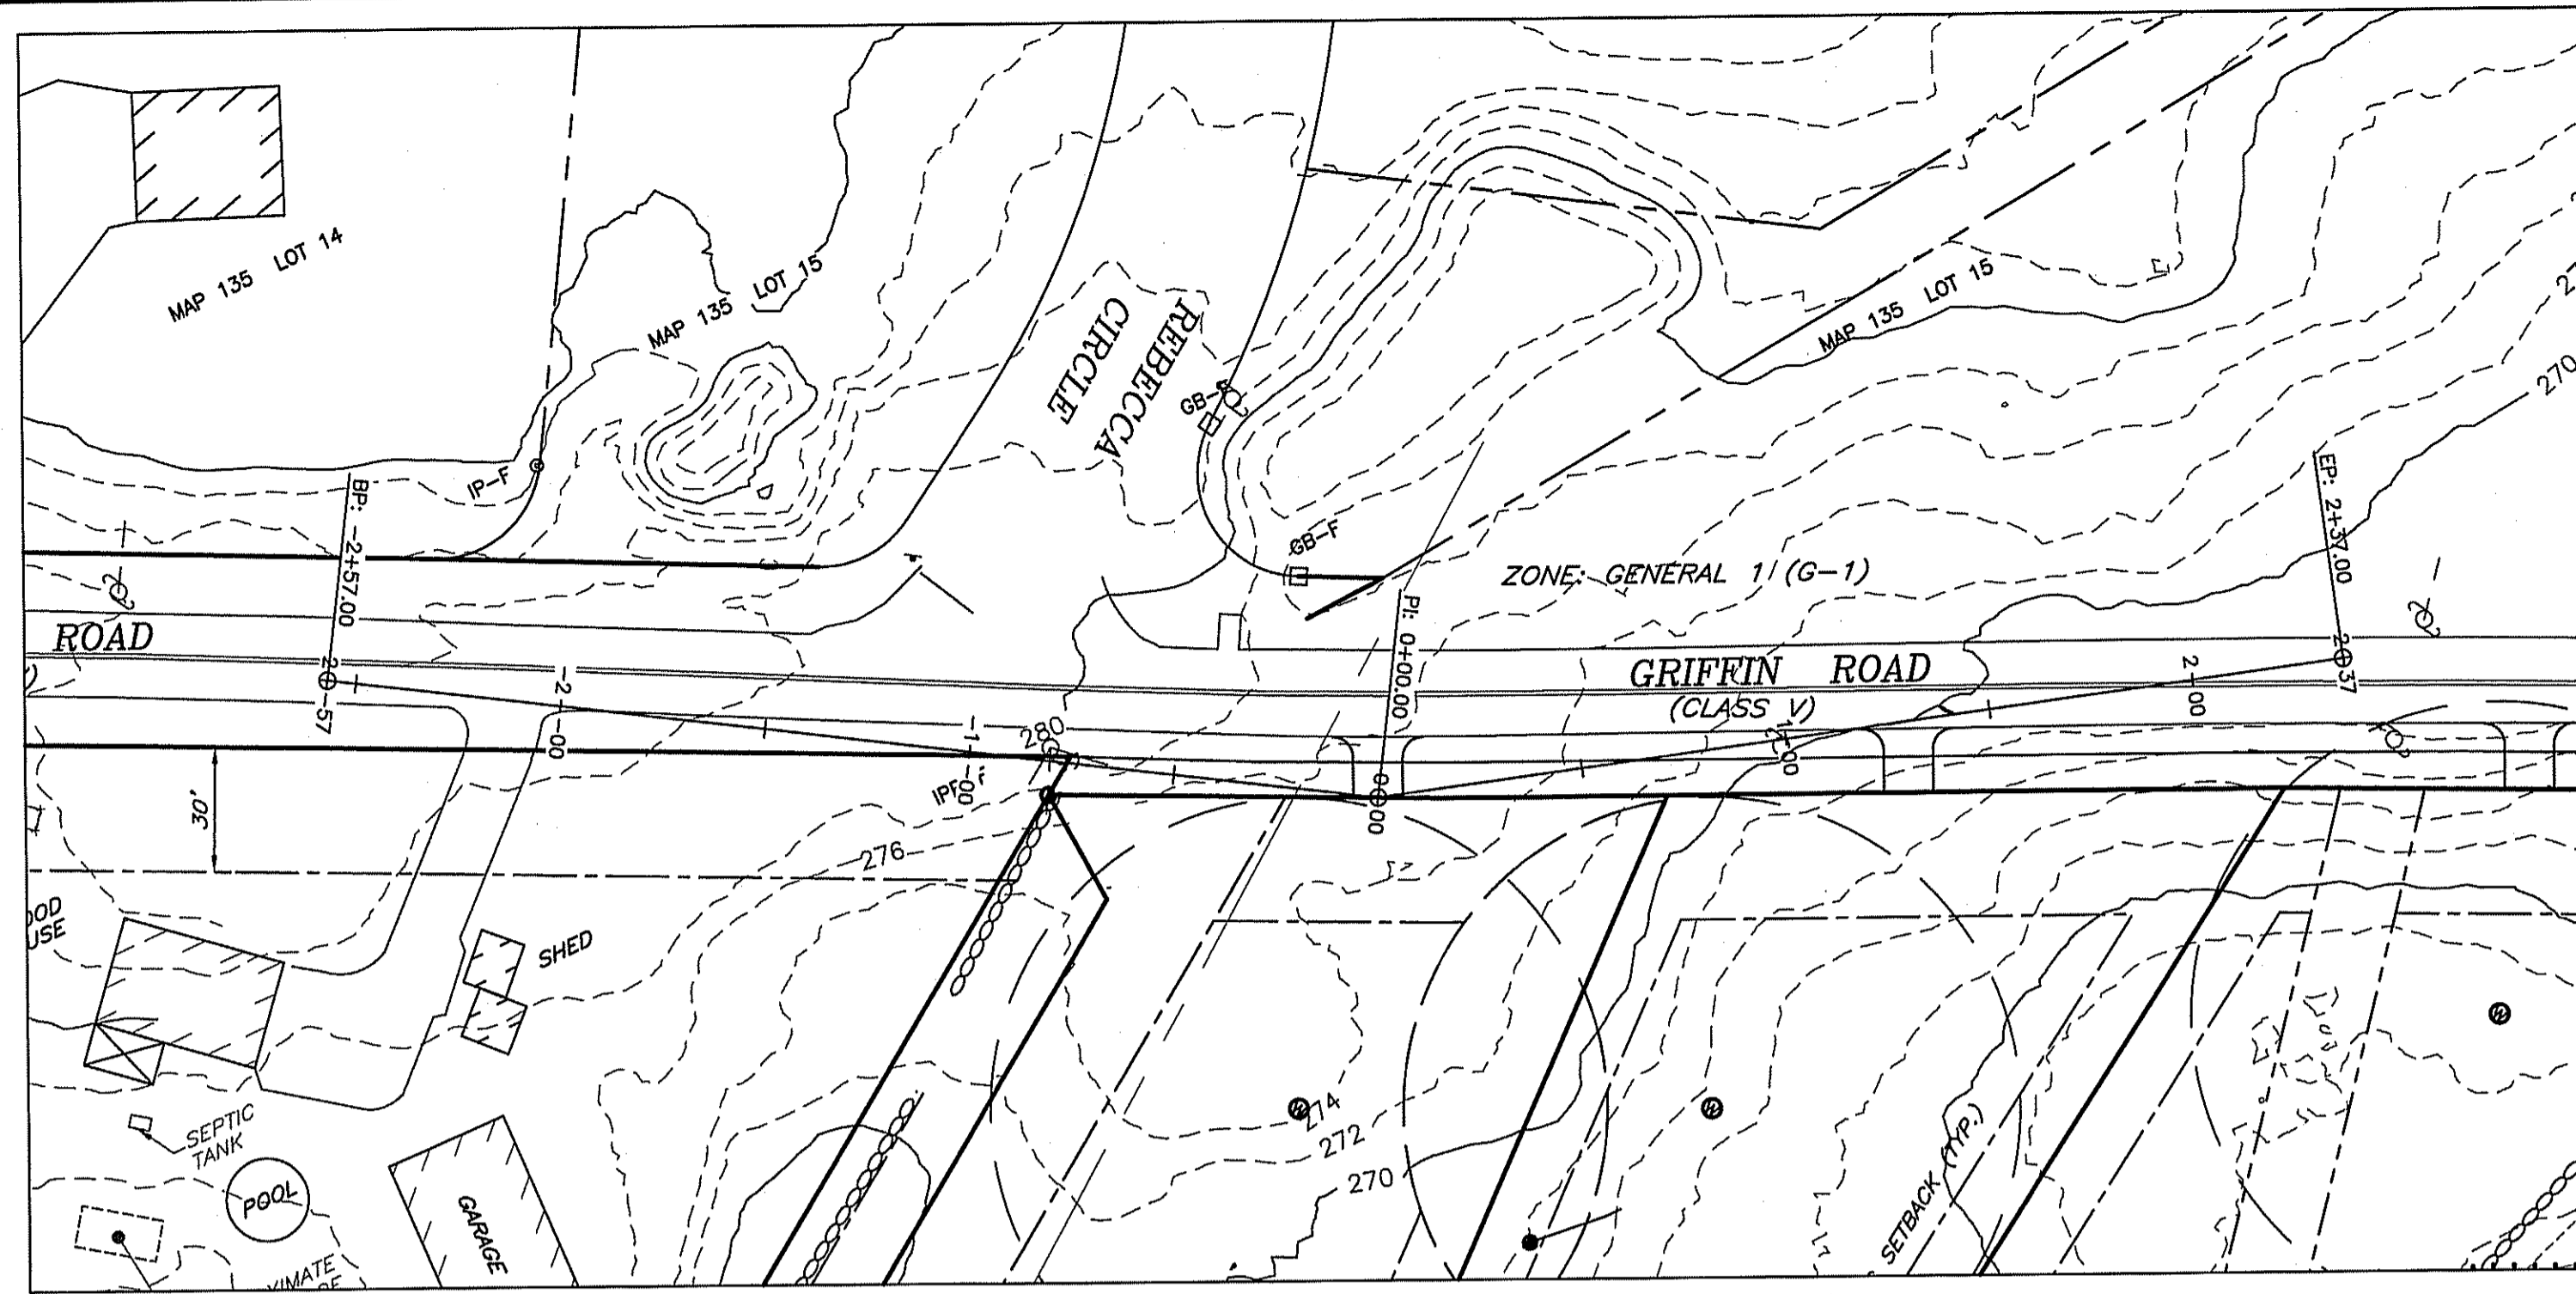 MAP 135 LOT 14
MAP 135 LOT 15
REBECCA
CIRCLE
MAP 135 LOT 15
270
IP-F
GB-F
BP: -2+57.00
EP: 2+37.00
ZONE: GENERAL 1 (G-1)
PI: 0+00.00
ROAD
GRIFFIN ROAD
(CLASS V)
-2+-57
-2+-00
-1+-00
280
0+00
1+00
2+00
2+37
30'
276
SHED
SEPTIC
TANK
POOL
GARAGE
274
272
270
SETBACK (TYP.)